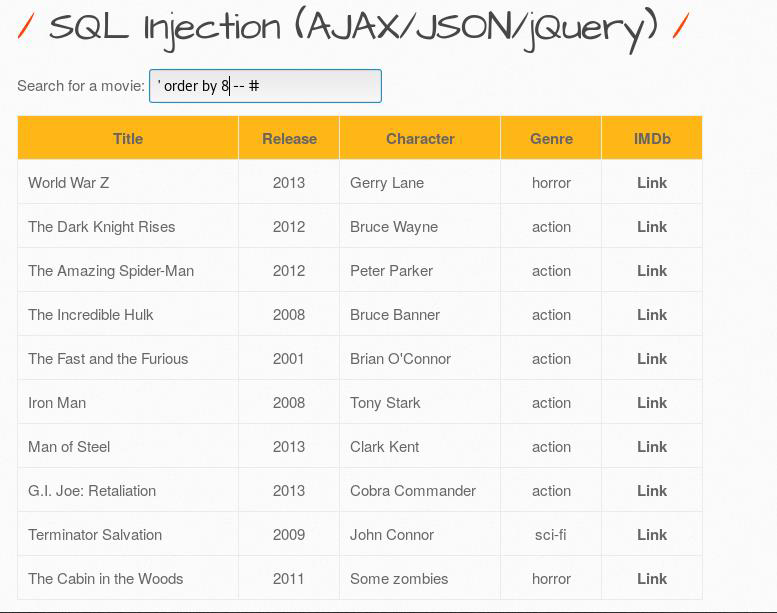 / SQL Injection (AJAX/JSON/jQuery) /
Search for a movie: ' order by 8 -- #
Title Release Character Genre IMDb
World War Z 2013 Gerry Lane horror Link
The Dark Knight Rises 2012 Bruce Wayne action Link
The Amazing Spider-Man 2012 Peter Parker action Link
The Incredible Hulk 2008 Bruce Banner action Link
The Fast and the Furious 2001 Brian O'Connor action Link
Iron Man 2008 Tony Stark action Link
Man of Steel 2013 Clark Kent action Link
G.I. Joe: Retaliation 2013 Cobra Commander action Link
Terminator Salvation 2009 John Connor sci-fi Link
The Cabin in the Woods 2011 Some zombies horror Link